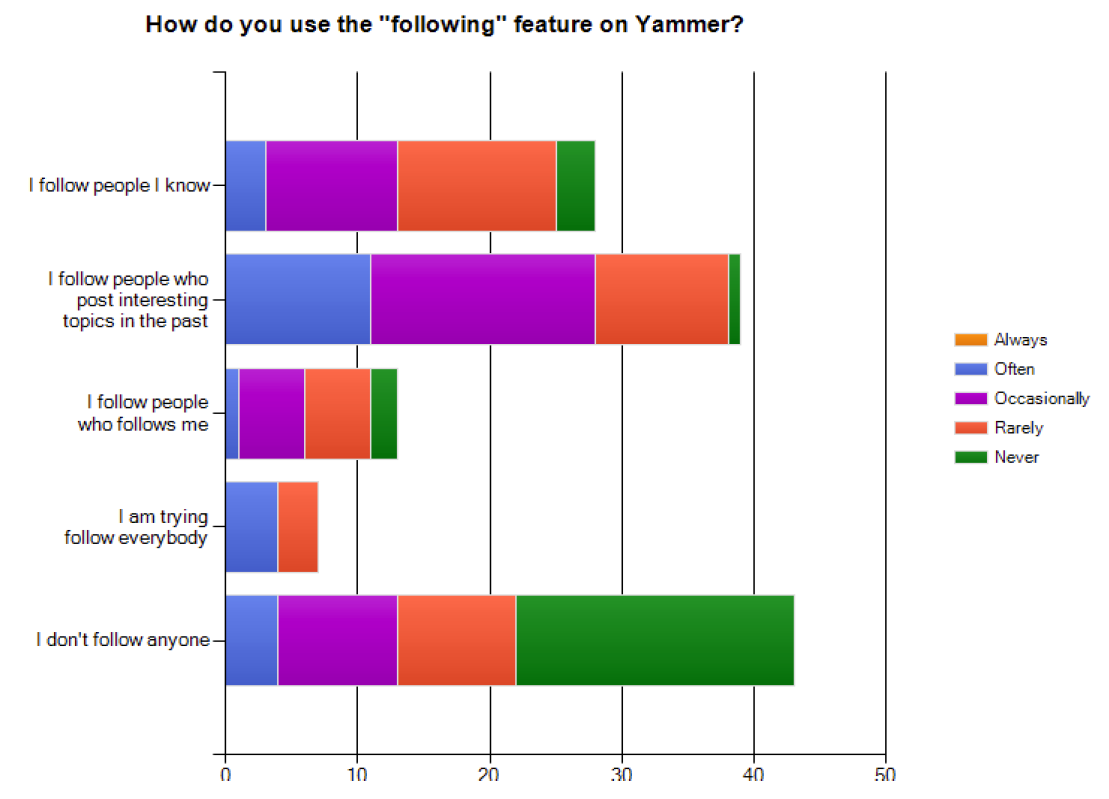 How do you use the "following" feature on Yammer?
I follow people I know
I follow people who
post interesting
topics in the past
I follow people
who follows me
I am trying
follow everybody
I don't follow anyone
0 10 20 30 40 50
Always
Often
Occasionally
Rarely
Never